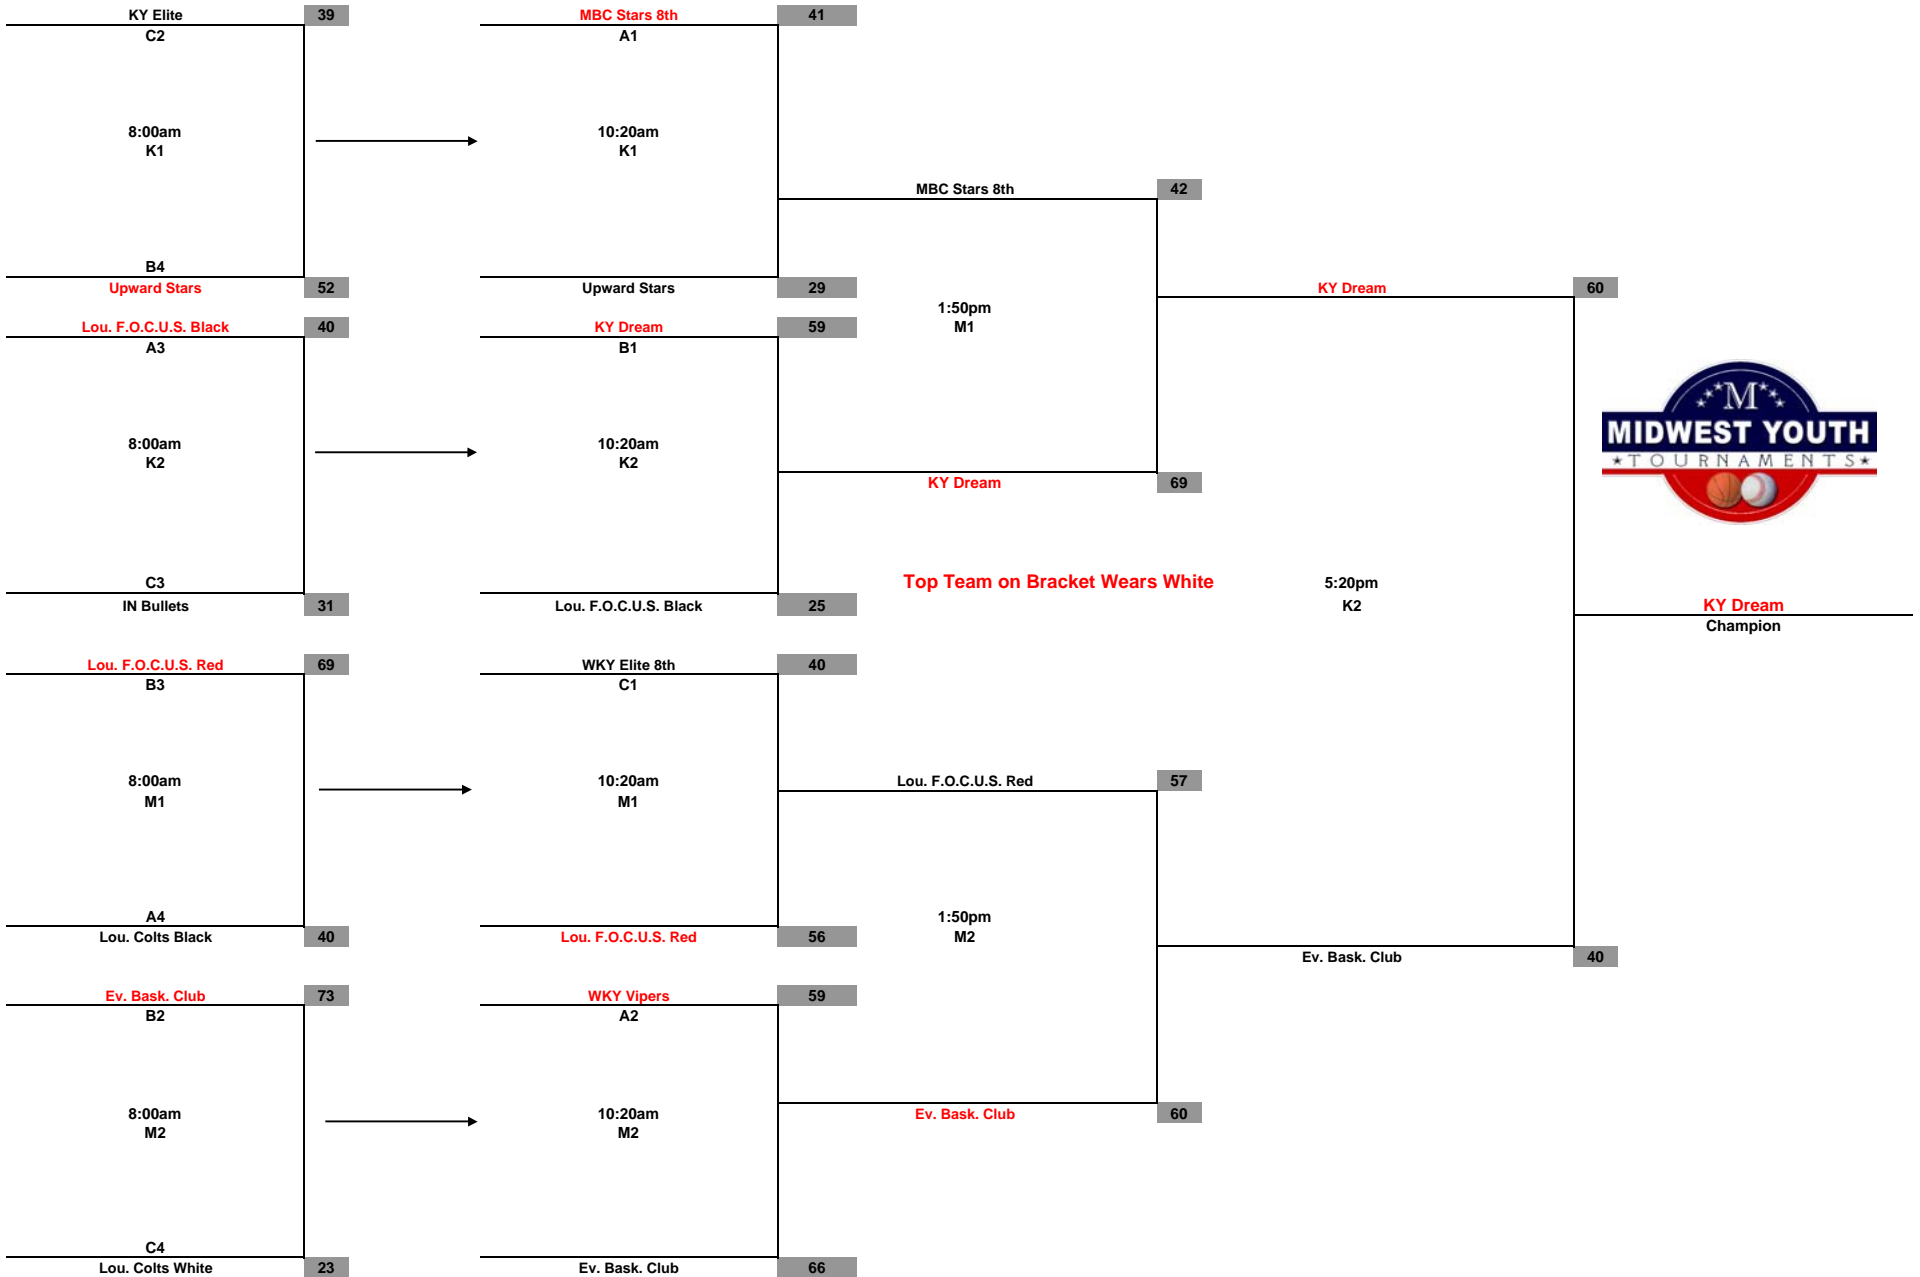 KY Elite 39
C2
8:00am
K1
B4
Upward Stars 52
Lou. F.O.C.U.S. Black 40
A3
8:00am
K2
C3
IN Bullets 31
Lou. F.O.C.U.S. Red 69
B3
8:00am
M1
A4
Lou. Colts Black 40
Ev. Bask. Club 73
B2
8:00am
M2
C4
Lou. Colts White 23
MBC Stars 8th 41
A1
10:20am
K1
Upward Stars 29
KY Dream 59
B1
10:20am
K2
Lou. F.O.C.U.S. Black 25
WKY Elite 8th 40
C1
10:20am
M1
Lou. F.O.C.U.S. Red 56
WKY Vipers 59
A2
10:20am
M2
Ev. Bask. Club 66
MBC Stars 8th 42
1:50pm
M1
KY Dream 69
Top Team on Bracket Wears White
Lou. F.O.C.U.S. Red 57
1:50pm
M2
Ev. Bask. Club 60
KY Dream 60
5:20pm
K2
Ev. Bask. Club 40
M
MIDWEST YOUTH
TOURNAMENTS
KY Dream
Champion